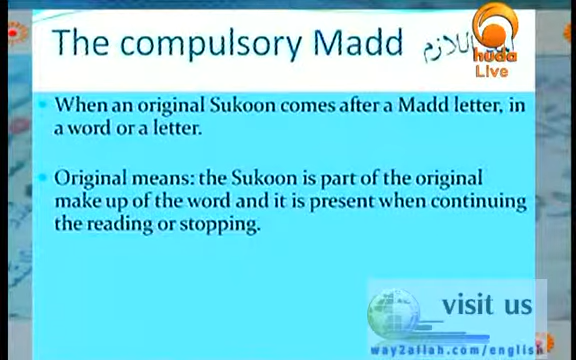 The compulsory Madd اللازم
huda
Live
When an original Sukoon comes after a Madd letter, in
a word or a letter.
Original means: the Sukoon is part of the original
make up of the word and it is present when continuing
the reading or stopping.
visit us
way2allah.com/english